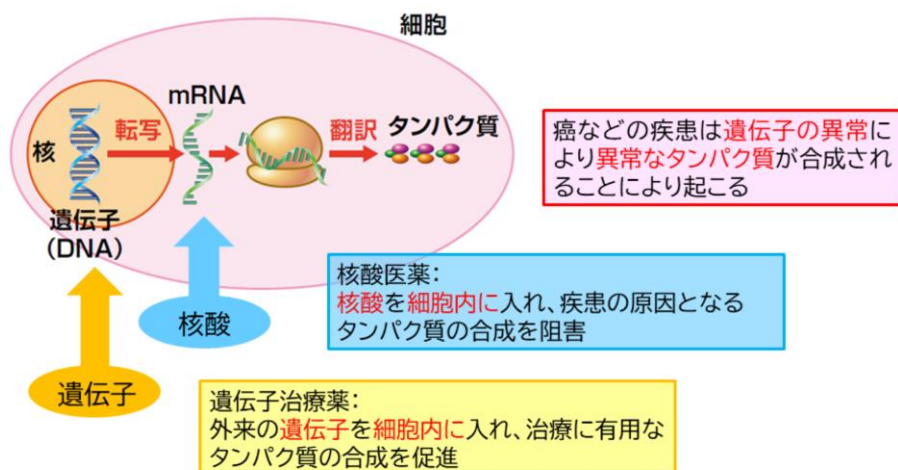 細胞
mRNA
核
転写
翻訳
タンパク質
遺伝子
(DNA)
癌などの疾患は遺伝子の異常に
より異常なタンパク質が合成され
ることにより起こる
核酸
核酸医薬：
核酸を細胞内に入れ、疾患の原因となる
タンパク質の合成を阻害
遺伝子
遺伝子治療薬：
外来の遺伝子を細胞内に入れ、治療に有用な
タンパク質の合成を促進